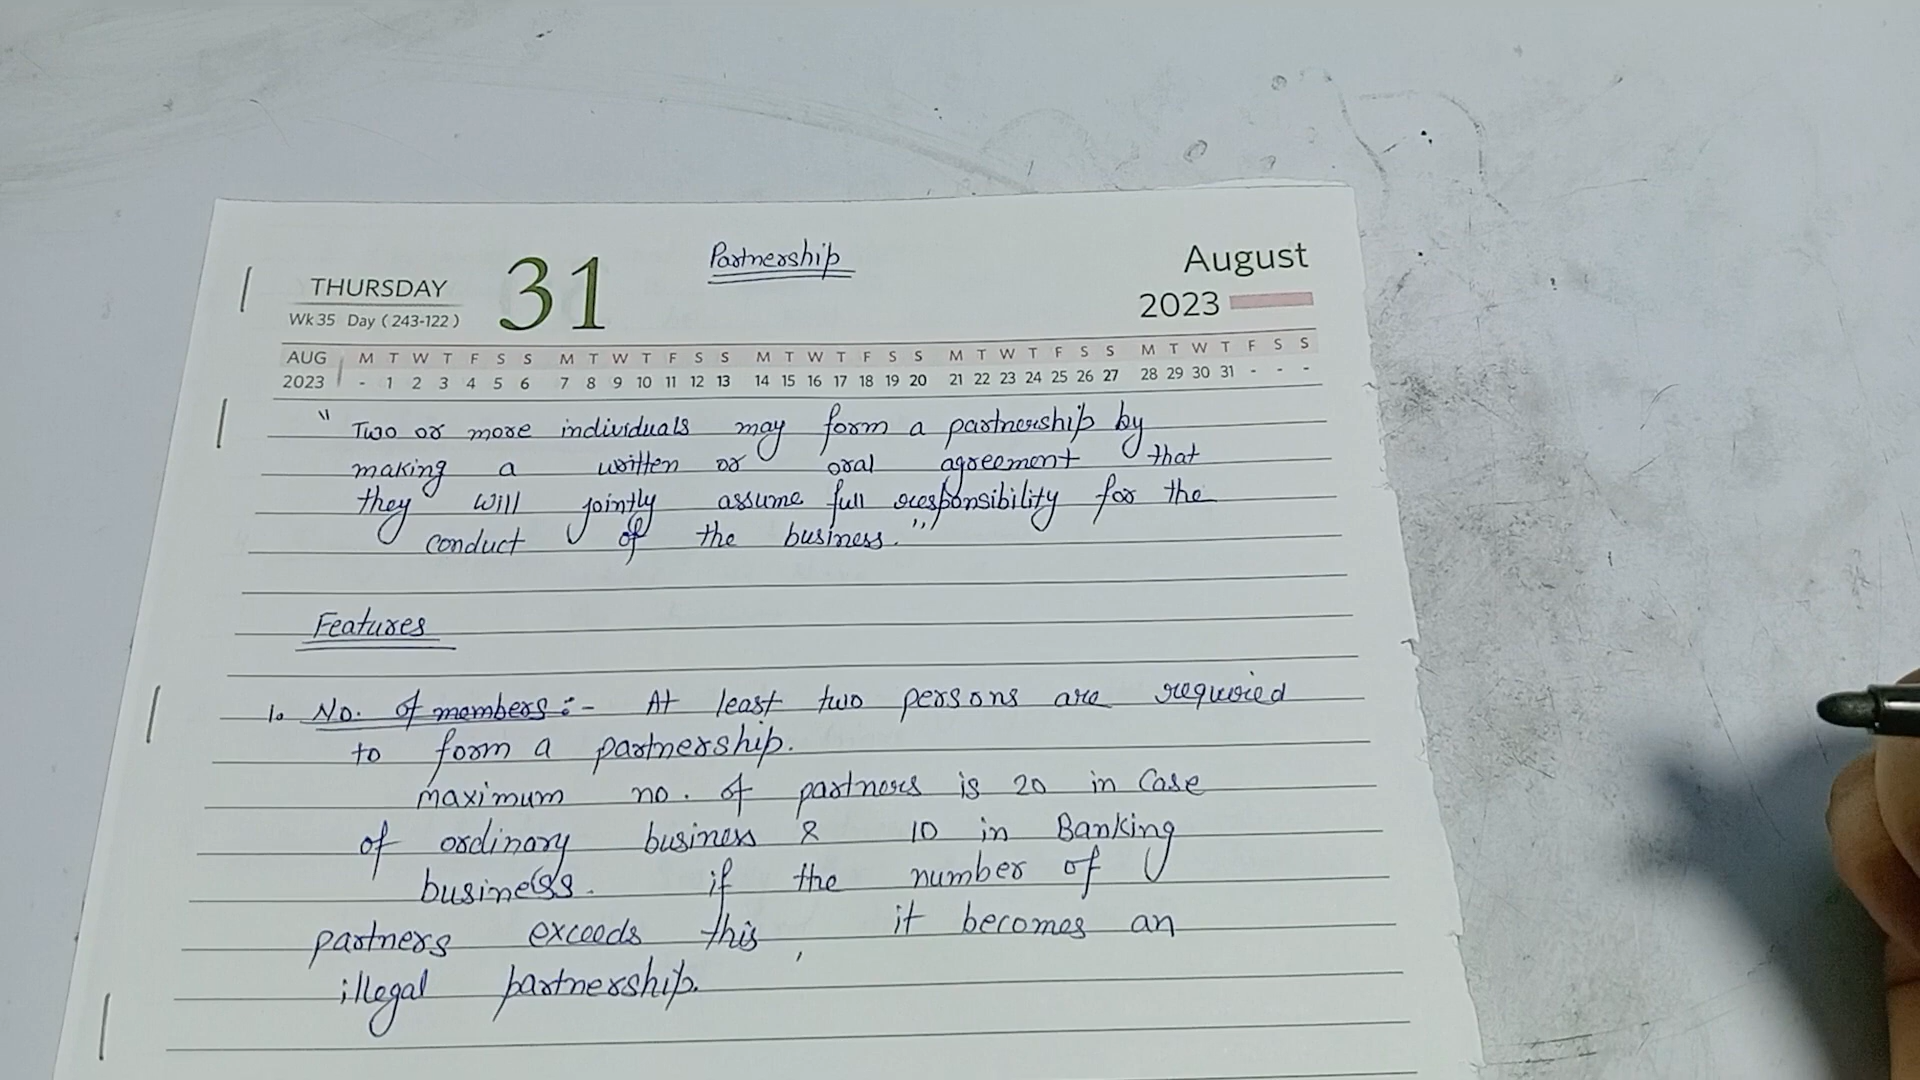 Partnership
THURSDAY 31 August
Wk 35 Day (243-122) 2023
AUG M T W T F S S M T W T F S S M T W T F S S M T W T F S S M T W T F S S
2023 - 1 2 3 4 5 6 7 8 9 10 11 12 13 14 15 16 17 18 19 20 21 22 23 24 25 26 27 28 29 30 31 - - -
" Two or more individuals may form a partnership by
making a written or oral agreement that
they will jointly assume full responsibility for the
conduct of the business."
Features
1. No. of members:- At least two persons are required
to form a partnership.
maximum no. of partners is 20 in Case
of ordinary business & 10 in Banking
business. if the number of
partners exceeds this, it becomes an
illegal partnership.